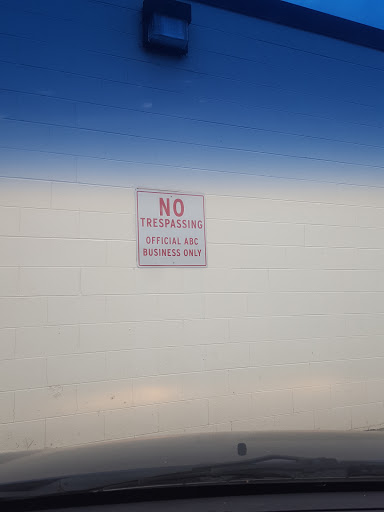 NO
TRESPASSING
OFFICIAL ABC
BUSINESS ONLY